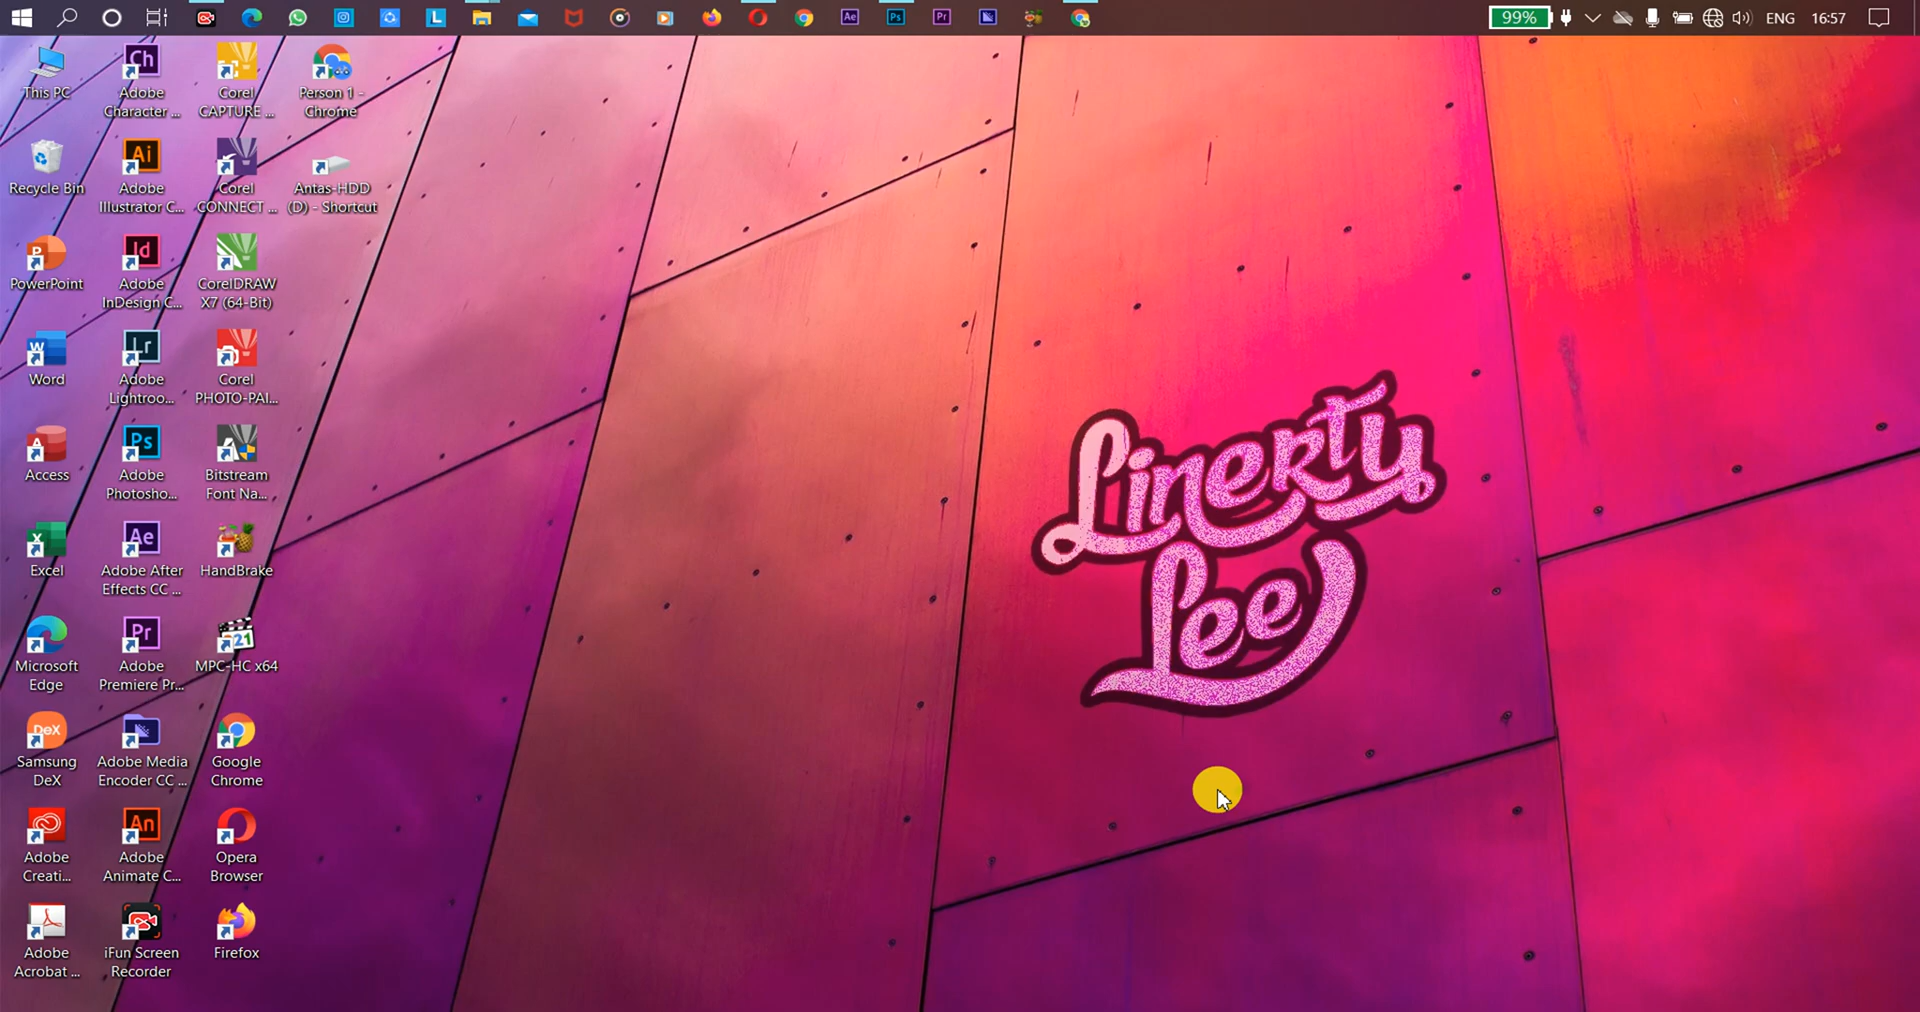 99%
ENG
16:57
This PC
Adobe
Character ...
Corel
CAPTURE ...
Person 1 -
Chrome
Recycle Bin
Adobe
Illustrator C...
Corel
CONNECT ...
Antas-HDD
(D) - Shortcut
PowerPoint
Adobe
InDesign C...
CorelDRAW
X7 (64-Bit)
Word
Adobe
Lightroo...
Corel
PHOTO-PAI...
Access
Adobe
Photosho...
Bitstream
Font Na...
Excel
Adobe After
Effects CC ...
HandBrake
Microsoft
Edge
Adobe
Premiere Pr...
MPC-HC x64
Samsung
DeX
Adobe Media
Encoder CC ...
Google
Chrome
Adobe
Creati...
Adobe
Animate C...
Opera
Browser
Adobe
Acrobat ...
iFun Screen
Recorder
Firefox
Linerty
Lee